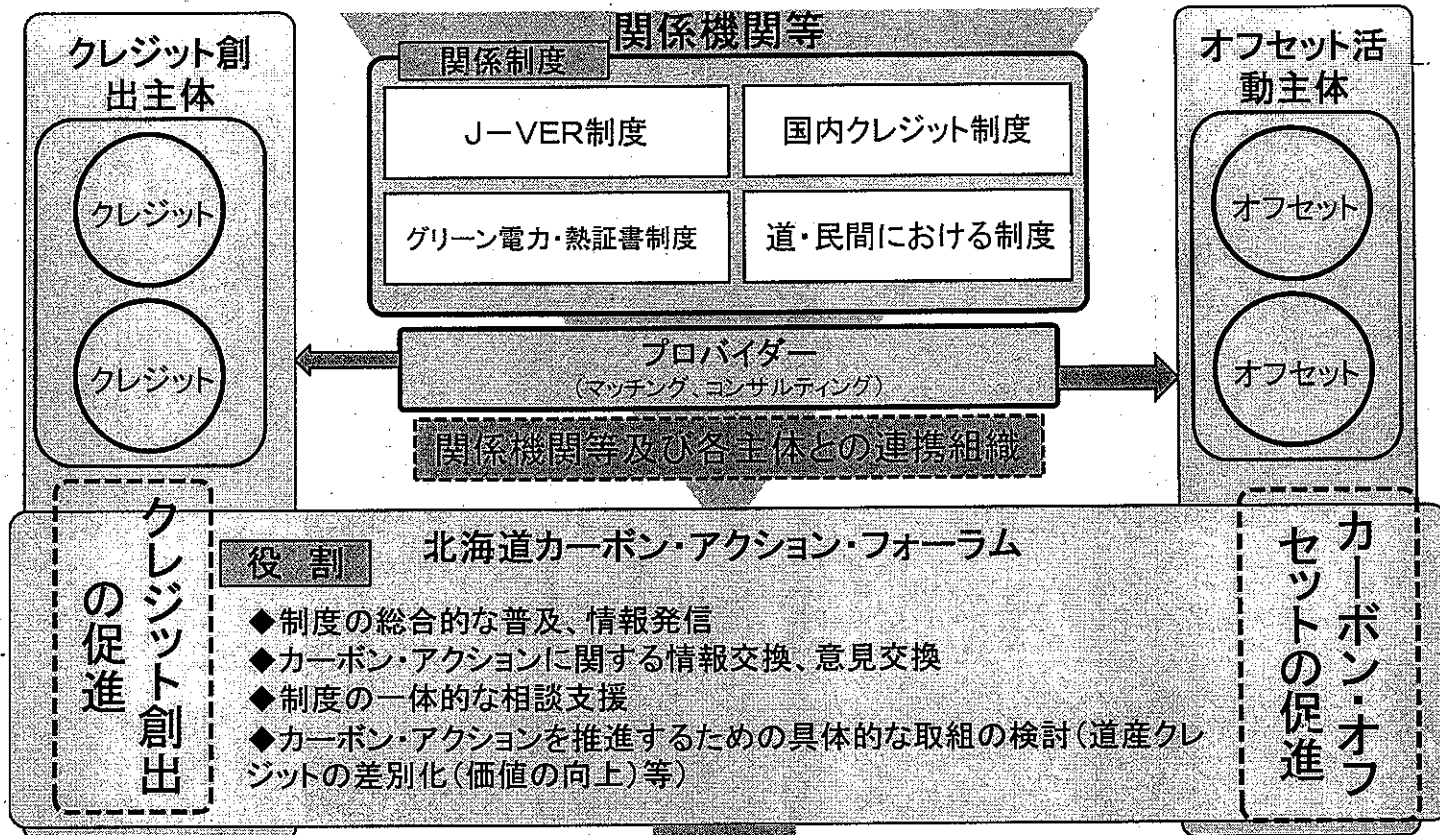 クレジット創
出主体
クレジット
クレジット
関係機関等
関係制度
J-VER制度
国内クレジット制度
グリーン電力・熱証書制度
道・民間における制度
プロバイダー
(マッチング、コンサルティング)
関係機関等及び各主体との連携組織
オフセット活
動主体
オフセット
オフセット
クレジット創出
の促進
北海道カーボン・アクション・フォーラム
役 割
◆制度の総合的な普及、情報発信
◆カーボン・アクションに関する情報交換、意見交換
◆制度の一体的な相談支援
◆カーボン・アクションを推進するための具体的な取組の検討(道産クレ
ジットの差別化(価値の向上)等)
カーボン・オフ
セットの促進